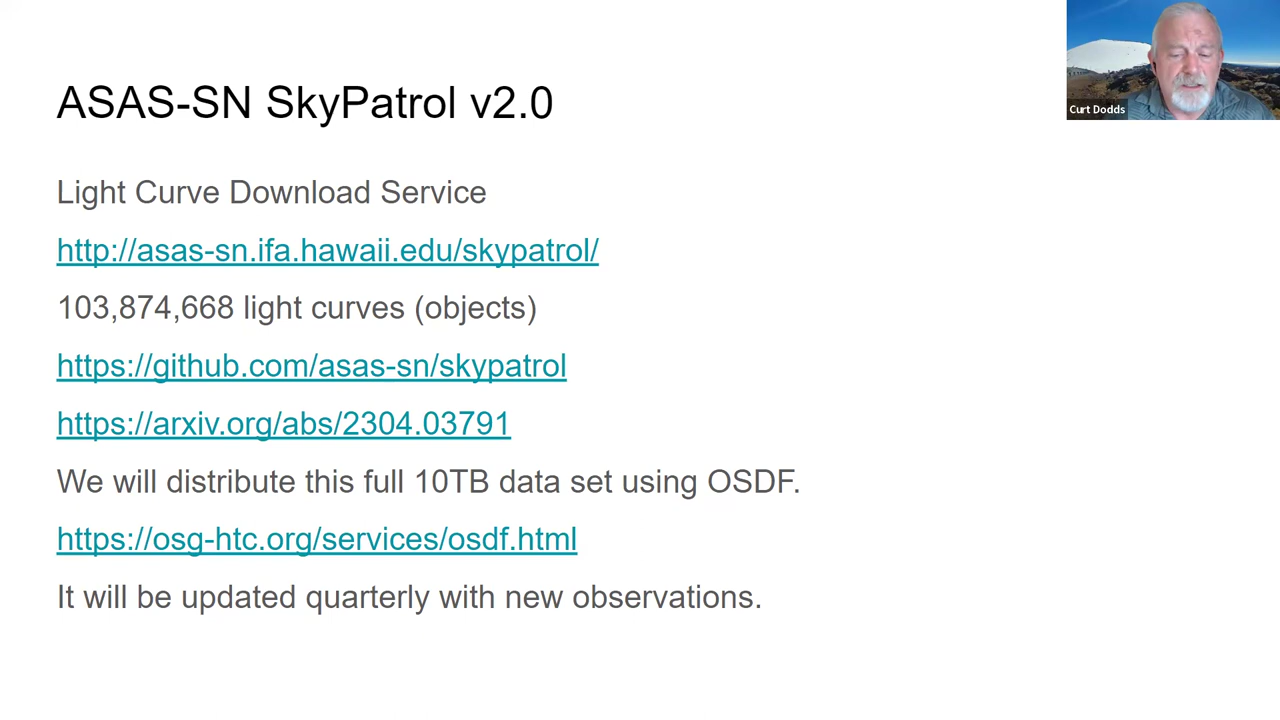 ASAS-SN SkyPatrol v2.0
Curt Dodds
Light Curve Download Service
http://asas-sn.ifa.hawaii.edu/skypatrol/
103,874,668 light curves (objects)
https://github.com/asas-sn/skypatrol
https://arxiv.org/abs/2304.03791
We will distribute this full 10TB data set using OSDF.
https://osg-htc.org/services/osdf.html
It will be updated quarterly with new observations.